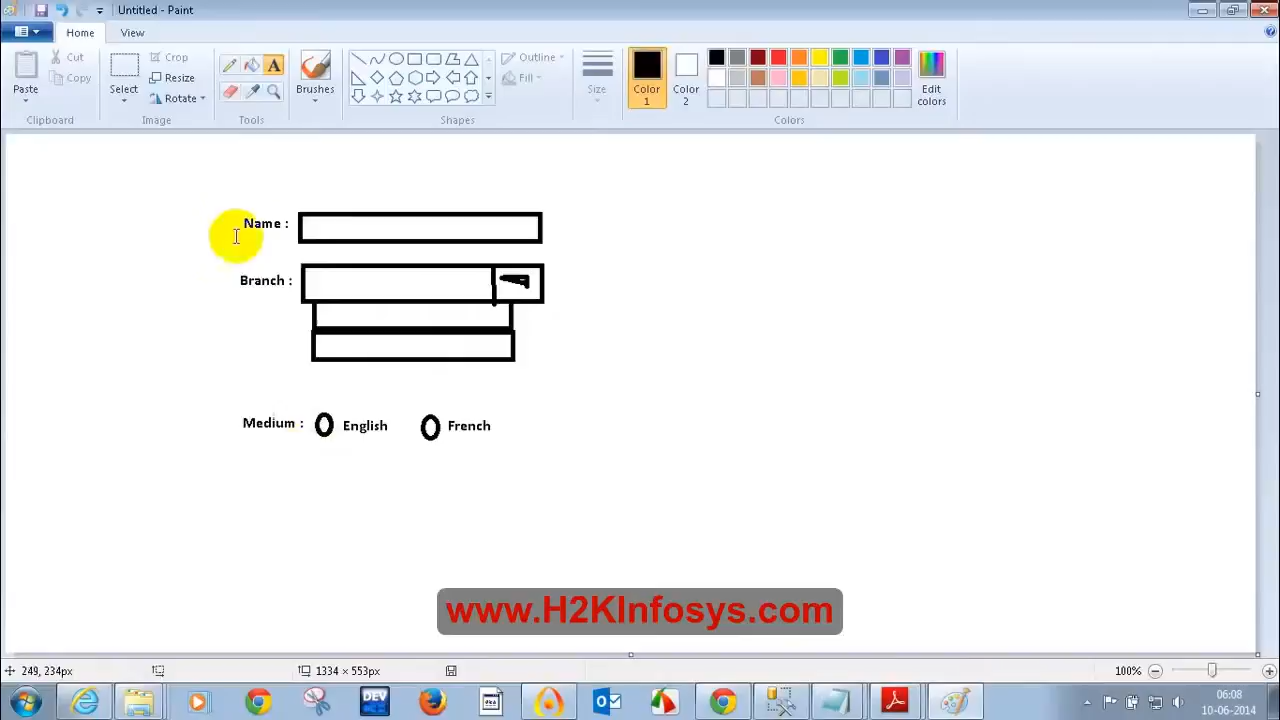 Untitled - Paint
Home
View
Paste
Cut
Copy
Clipboard
Select
Crop
Resize
Rotate
Image
A
Tools
Brushes
Shapes
Outline
Fill
Size
Color 1
Color 2
Edit colors
Colors
Name :
Branch :
Medium :
English
French
www.H2KInfosys.com
249, 234px
1334 × 553px
100%
DEV
06:08
10-06-2014